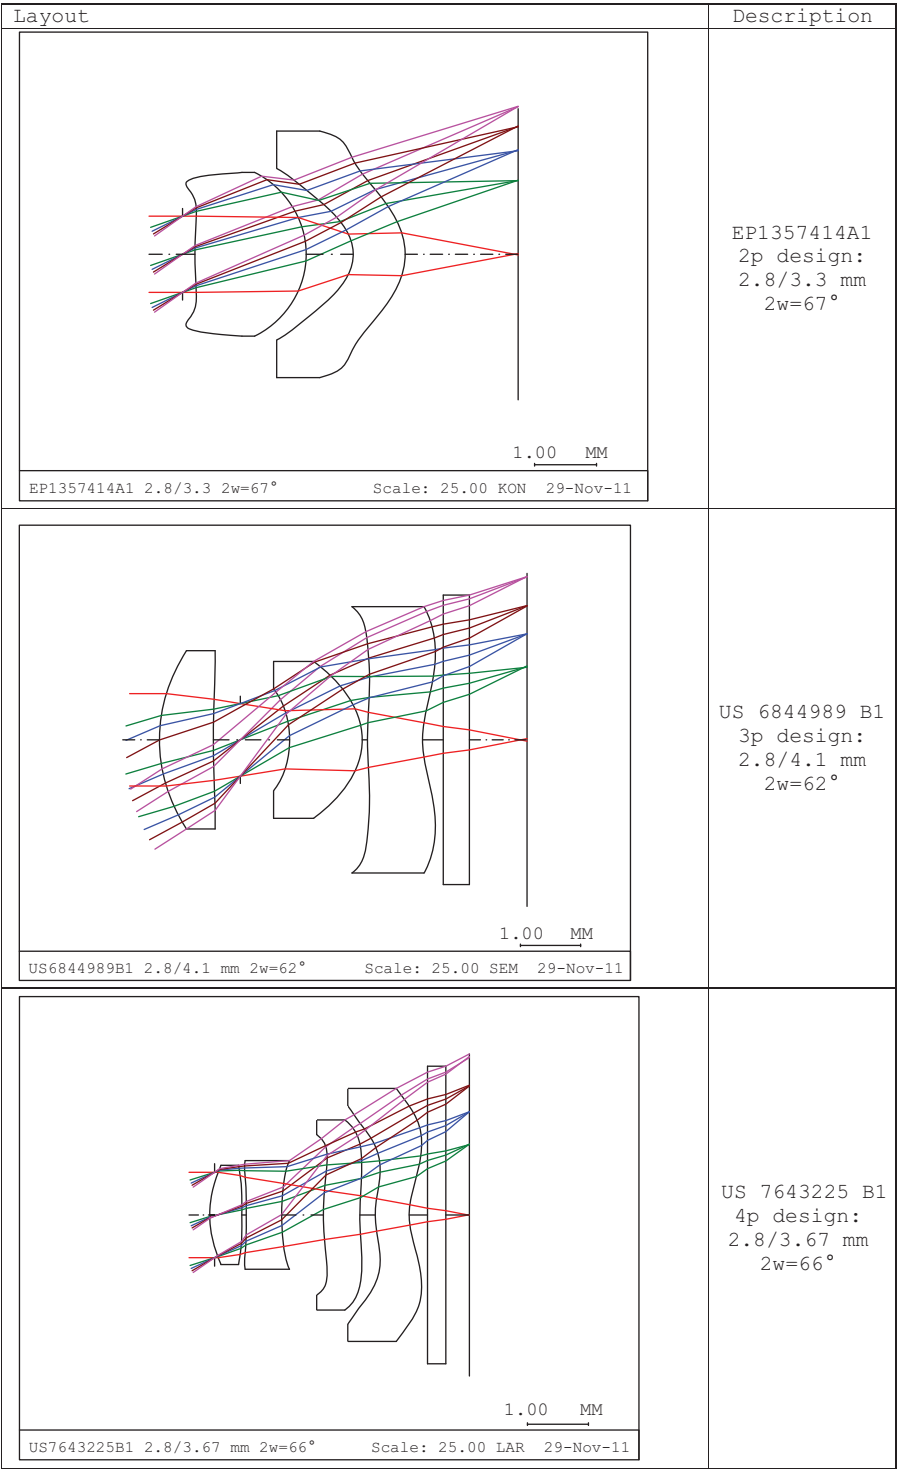 Layout Description
1.00 MM
EP1357414A1 2.8/3.3 2w=67° Scale: 25.00 KON 29-Nov-11
EP1357414A1
2p design:
2.8/3.3 mm
2w=67°
1.00 MM
US6844989B1 2.8/4.1 mm 2w=62° Scale: 25.00 SEM 29-Nov-11
US 6844989 B1
3p design:
2.8/4.1 mm
2w=62°
1.00 MM
US7643225B1 2.8/3.67 mm 2w=66° Scale: 25.00 LAR 29-Nov-11
US 7643225 B1
4p design:
2.8/3.67 mm
2w=66°